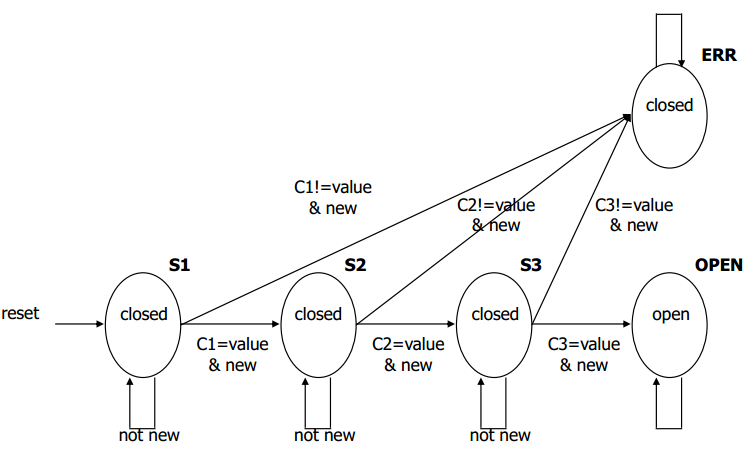 ERR
closed
C1!=value
& new
C2!=value
& new
C3!=value
& new
S1
S2
S3
OPEN
reset
closed
closed
closed
open
C1=value
& new
C2=value
& new
C3=value
& new
not new
not new
not new